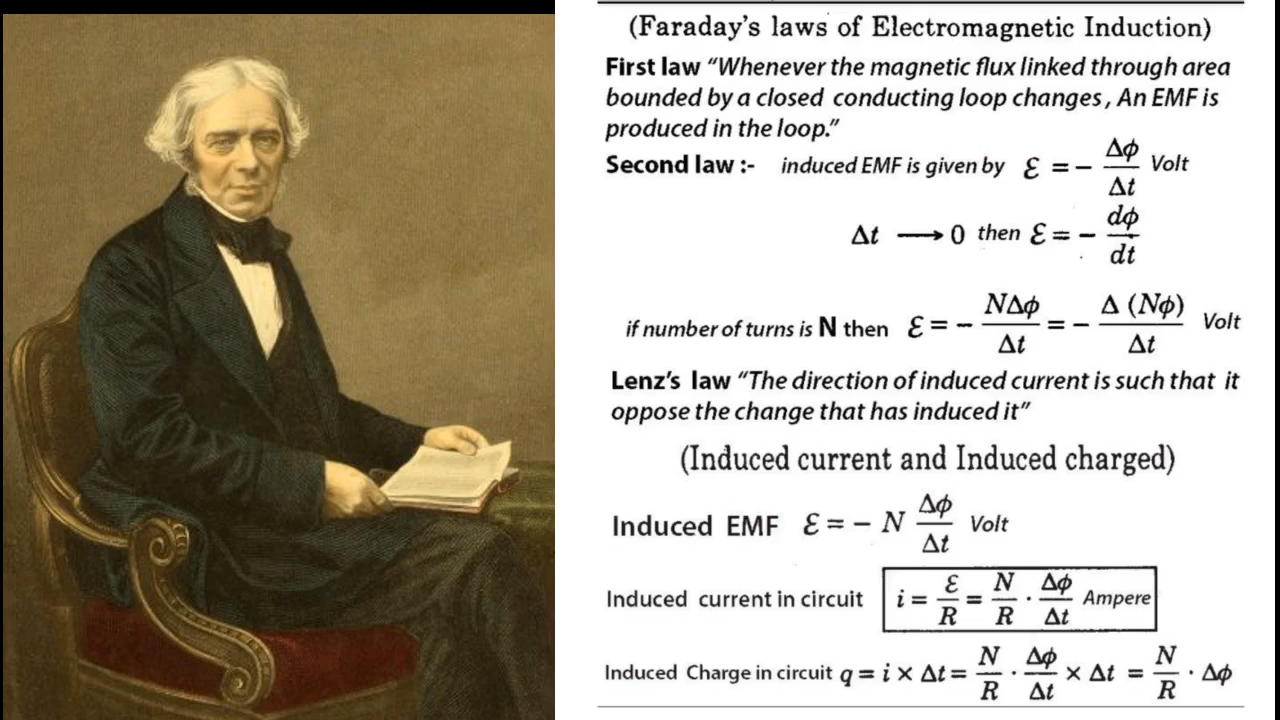 (Faraday's laws of Electromagnetic Induction)
First law "Whenever the magnetic flux linked through area
bounded by a closed conducting loop changes, An EMF is
produced in the loop."
Second law :- induced EMF is given by ℰ = − Δϕ/Δt Volt
Δt ⟶ 0 then ℰ = − dϕ/dt
if number of turns is N then ℰ = − NΔϕ/Δt = − Δ (Nϕ)/Δt Volt
Lenz's law "The direction of induced current is such that it
oppose the change that has induced it"
(Induced current and Induced charged)
Induced EMF ℰ = − N Δϕ/Δt Volt
Induced current in circuit i = ℰ/R = N/R · Δϕ/Δt Ampere
Induced Charge in circuit q = i × Δt = N/R · Δϕ/Δt × Δt = N/R · Δϕ